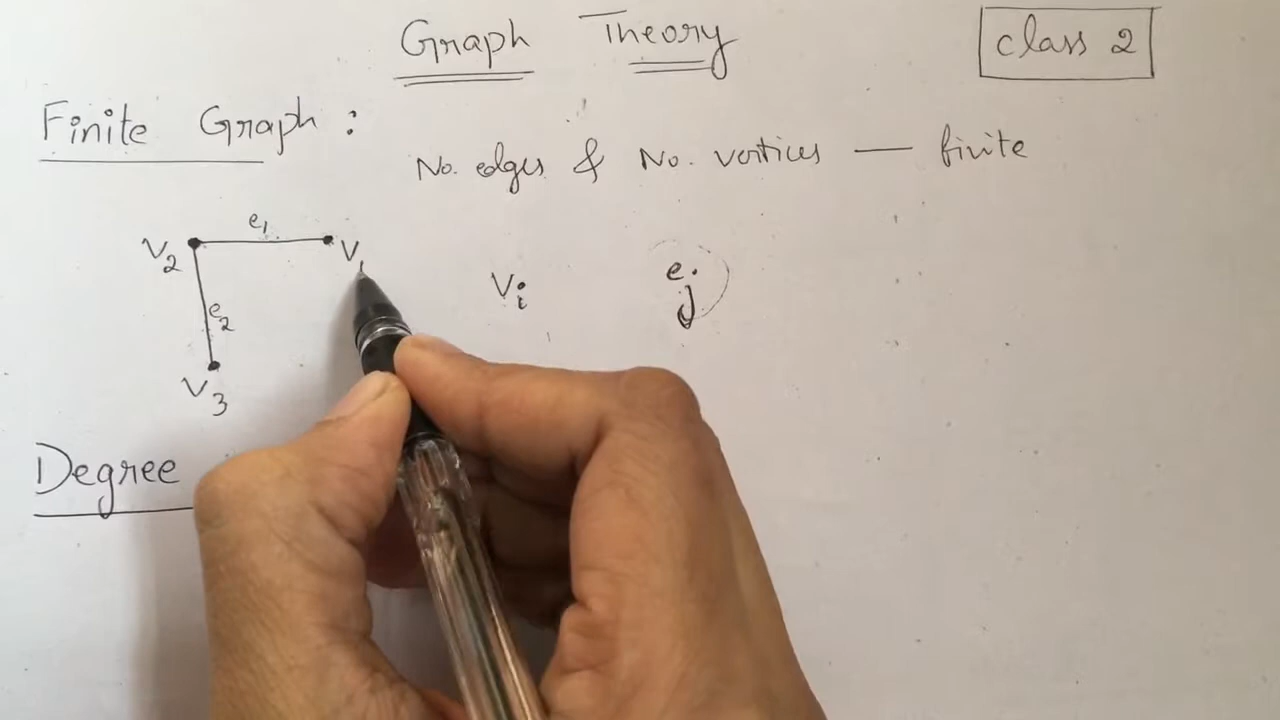 Graph Theory
class 2
Finite Graph :
No. edges & No. vertices — finite
e1
V2
V1
e2
V3
Vi
ej
Degree